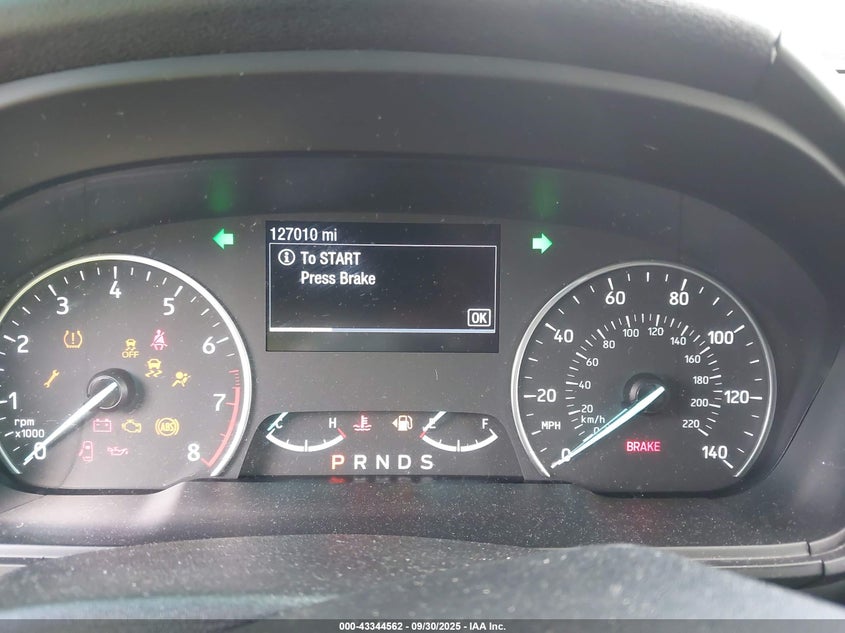 127010 mi
i To START
Press Brake
OK
0 1 2 3 4 5 6 7 8
rpm
x1000
OFF
ABS
C H E F
P R N D S
0 20 40 60 80 100 120 140
MPH
0 20 40 60 80 100 120 140 160 180 200 220
km/h
BRAKE
000-43344562 - 09/30/2025 - IAA Inc.